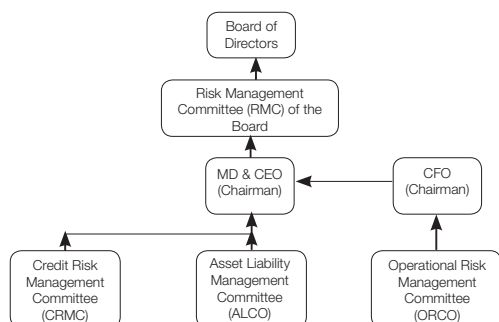 Board of
Directors
Risk Management
Committee (RMC) of the
Board
MD & CEO
(Chairman)
CFO
(Chairman)
Credit Risk
Management
Committee
(CRMC)
Asset Liability
Management
Committee
(ALCO)
Operational Risk
Management
Committee
(ORCO)